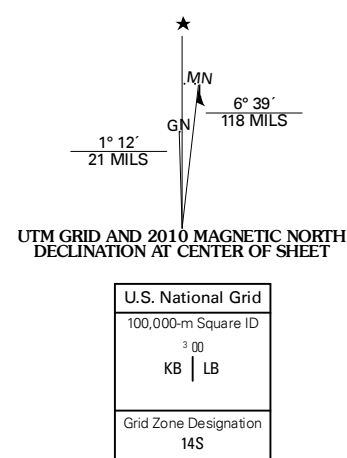 ★
MN
GN
6° 39´
118 MILS
1° 12´
21 MILS
UTM GRID AND 2010 MAGNETIC NORTH
DECLINATION AT CENTER OF SHEET
U.S. National Grid
100,000-m Square ID
3 00
KB | LB
Grid Zone Designation
14S